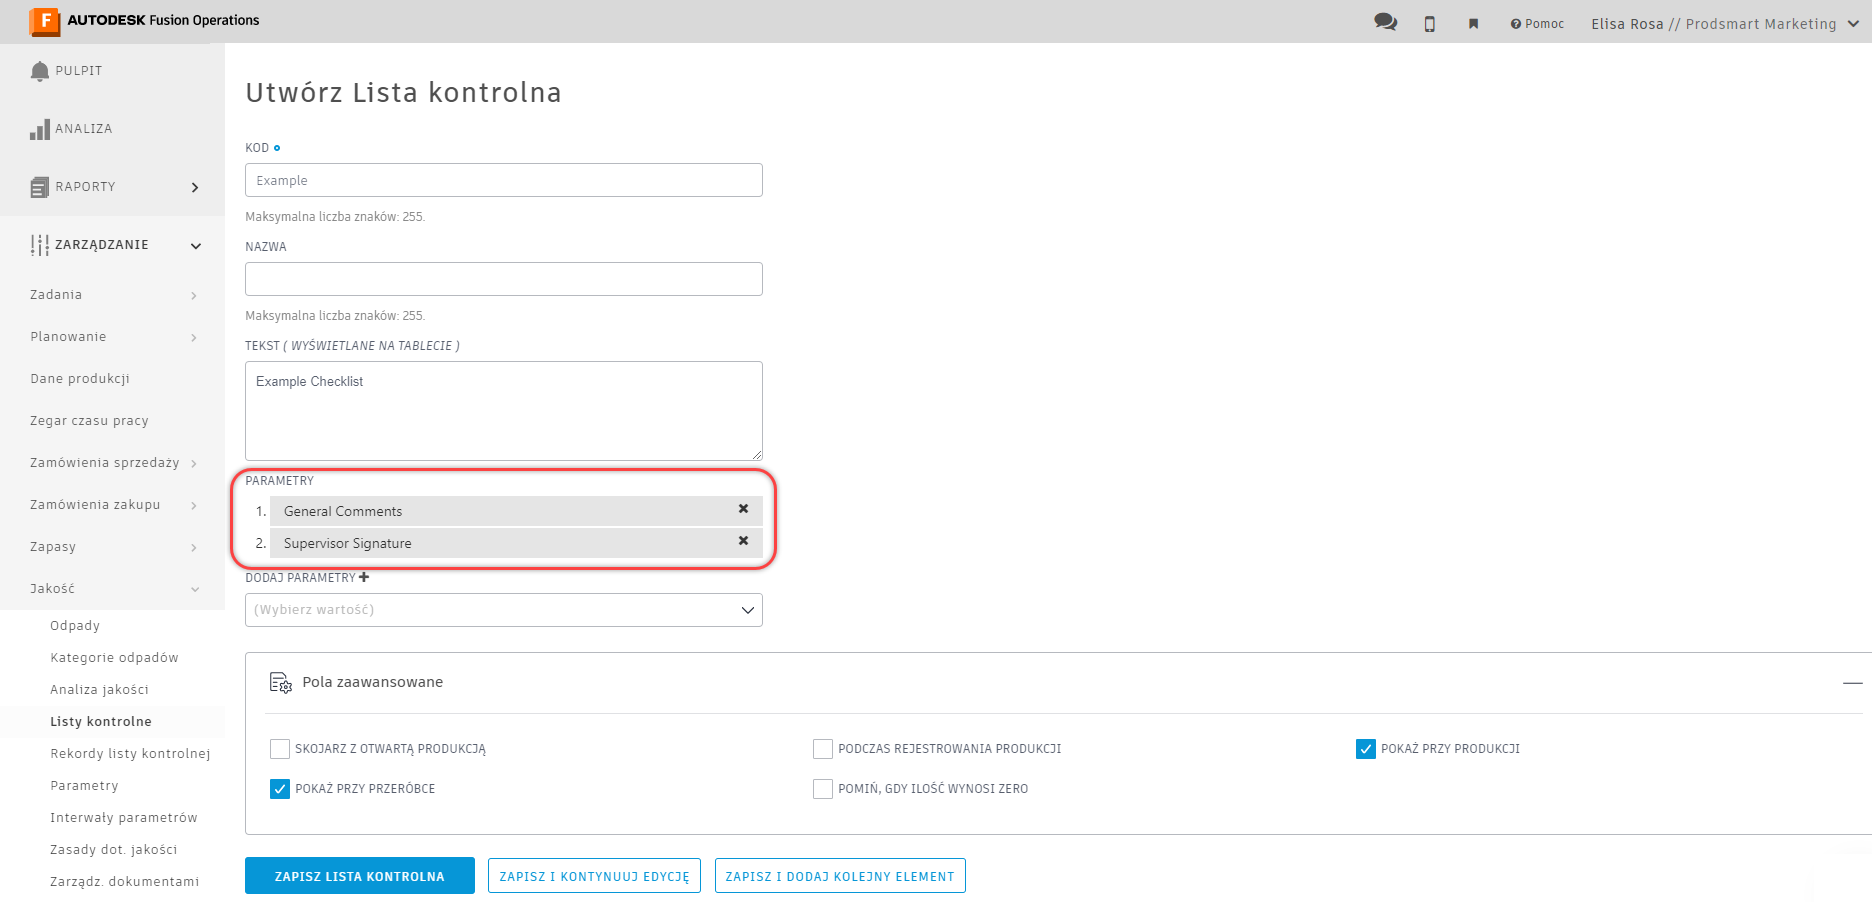 F AUTODESK Fusion Operations
Pomoc
Elisa Rosa // Prodsmart Marketing
PULPIT
ANALIZA
RAPORTY
ZARZĄDZANIE
Zadania
Planowanie
Dane produkcji
Zegar czasu pracy
Zamówienia sprzedaży
Zamówienia zakupu
Zapasy
Jakość
Odpady
Kategorie odpadów
Analiza jakości
Listy kontrolne
Rekordy listy kontrolnej
Parametry
Interwały parametrów
Zasady dot. jakości
Zarządz. dokumentami
Utwórz Lista kontrolna
KOD
Example
Maksymalna liczba znaków: 255.
NAZWA
Maksymalna liczba znaków: 255.
TEKST ( WYŚWIETLANE NA TABLECIE )
Example Checklist
PARAMETRY
1. General Comments
2. Supervisor Signature
DODAJ PARAMETRY
(Wybierz wartość)
Pola zaawansowane
SKOJARZ Z OTWARTĄ PRODUKCJĄ
PODCZAS REJESTROWANIA PRODUKCJI
POKAŻ PRZY PRODUKCJI
POKAŻ PRZY PRZERÓBCE
POMIŃ, GDY ILOŚĆ WYNOSI ZERO
ZAPISZ LISTA KONTROLNA
ZAPISZ I KONTYNUUJ EDYCJĘ
ZAPISZ I DODAJ KOLEJNY ELEMENT